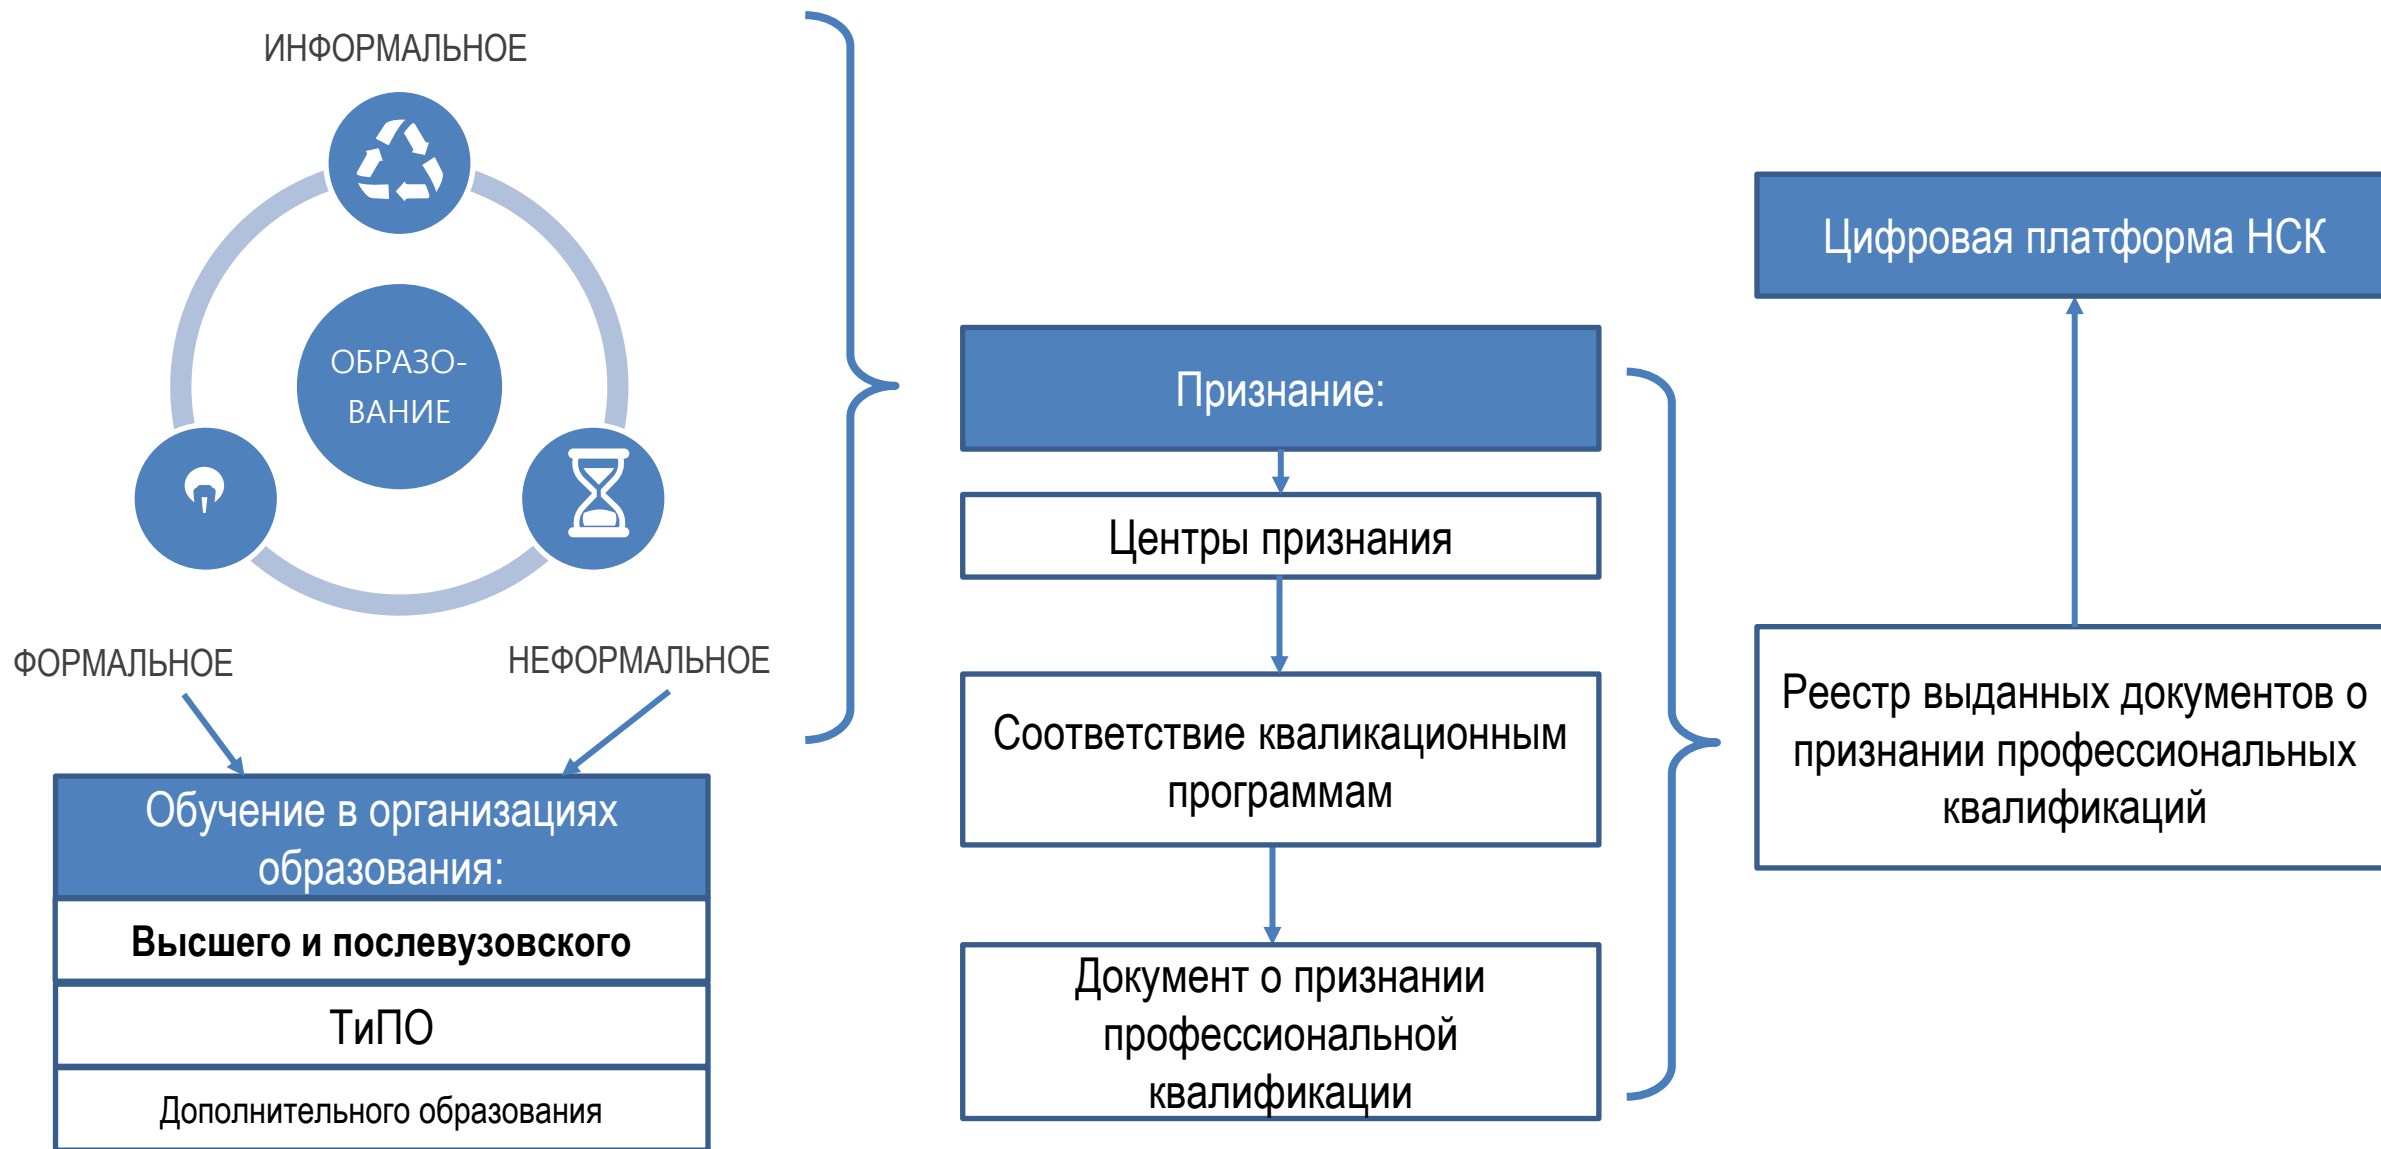 ИНФОРМАЛЬНОЕ
ОБРАЗО-
ВАНИЕ
ФОРМАЛЬНОЕ
НЕФОРМАЛЬНОЕ
Обучение в организациях
образования:
Высшего и послевузовского
ТиПО
Дополнительного образования
Признание:
Центры признания
Соответствие кваликационным
программам
Документ о признании
профессиональной
квалификации
Цифровая платформа НСК
Реестр выданных документов о
признании профессиональных
квалификаций